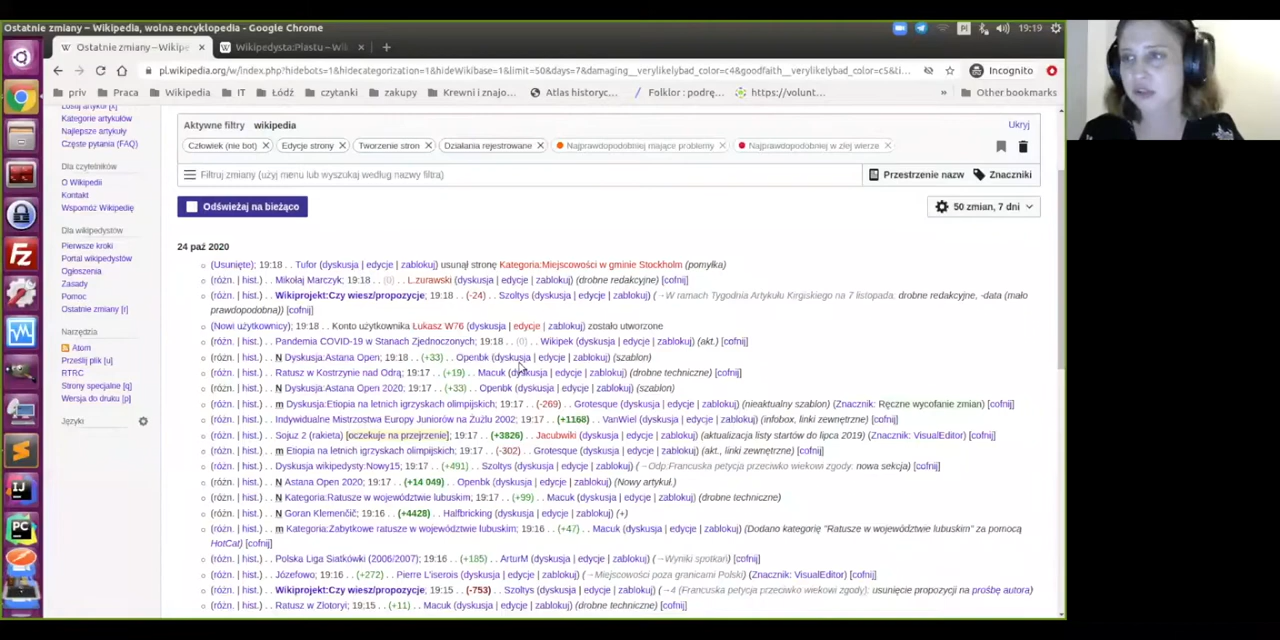 Ostatnie zmiany – Wikipedia, wolna encyklopedia - Google Chrome
Pl
19:19
Ostatnie zmiany – Wikipe
Wikipedysta:Plastu – Wi
pl.wikipedia.org/w/index.php?hidebots=1&hidecategorization=1&hideWikibase=1&limit=50&days=7&damaging__verylikelybad_color=c4&goodfaith__verylikelybad_color=c5&li...
Incognito
priv
Praca
Wikipedia
IT
Łódź
czytanki
zakupy
Krewni i znajo...
Atlas historyc...
Folklor : podrę...
https://volunt...
»
Other bookmarks
Losuj artykuł [x]
Kategorie artykułów
Najlepsze artykuły
Częste pytania (FAQ)
Dla czytelników
O Wikipedii
Kontakt
Wspomóż Wikipedię
Dla wikipedystów
Pierwsze kroki
Portal wikipedystów
Ogłoszenia
Zasady
Pomoc
Ostatnie zmiany [r]
Narzędzia
Atom
Prześlij plik [u]
RTRC
Strony specjalne [q]
Wersja do druku [p]
Języki
Aktywne filtry wikipedia
Ukryj
Człowiek (nie bot)
Edycje strony
Tworzenie stron
Działania rejestrowane
Najprawdopodobniej mające problemy
Najprawdopodobniej w złej wierze
Filtruj zmiany (użyj menu lub wyszukaj według nazwy filtru)
Przestrzenie nazw
Znaczniki
Odświeżaj na bieżąco
50 zmian, 7 dni
24 paź 2020
(Usunięte); 19:18 . . Tufor (dyskusja | edycje | zablokuj) usunął stronę Kategoria:Miejscowości w gminie Stockholm (pomyłka)
(różn. | hist.) . . Mikołaj Marczyk; 19:18 . . (0) . . L.zurawski (dyskusja | edycje | zablokuj) (drobne redakcyjne) [cofnij]
(różn. | hist.) . . Wikiprojekt:Czy wiesz/propozycje; 19:18 . . (-24) . . Szoltys (dyskusja | edycje | zablokuj) (→W ramach Tygodnia Artykułu Kirgiskiego na 7 listopada: drobne redakcyjne, -data (mało
prawdopodobna)) [cofnij]
(Nowi użytkownicy); 19:18 . . Konto użytkownika Łukasz W76 (dyskusja | edycje | zablokuj) zostało utworzone
(różn. | hist.) . . Pandemia COVID-19 w Stanach Zjednoczonych; 19:18 . . (0) . . Wikipek (dyskusja | edycje | zablokuj) (akt.) [cofnij]
(różn. | hist.) . . N Dyskusja:Astana Open; 19:18 . . (+33) . . Openbk (dyskusja | edycje | zablokuj) (szablon)
(różn. | hist.) . . Ratusz w Kostrzynie nad Odrą; 19:17 . . (+19) . . Macuk (dyskusja | edycje | zablokuj) (drobne techniczne) [cofnij]
(różn. | hist.) . . N Dyskusja:Astana Open 2020; 19:17 . . (+33) . . Openbk (dyskusja | edycje | zablokuj) (szablon)
(różn. | hist.) . . m Dyskusja:Etiopia na letnich igrzyskach olimpijskich; 19:17 . . (-269) . . Grotesque (dyskusja | edycje | zablokuj) (nieaktualny szablon) (Znacznik: Ręczne wycofanie zmian) [cofnij]
(różn. | hist.) . . Indywidualne Mistrzostwa Europy Juniorów na Żużlu 2002; 19:17 . . (+1168) . . VanWiel (dyskusja | edycje | zablokuj) (infobox, linki zewnętrzne) [cofnij]
(różn. | hist.) . . Sojuz 2 (rakieta) [oczekuje na przejrzenie]; 19:17 . . (+3826) . . Jacubwiki (dyskusja | edycje | zablokuj) (aktualizacja listy startów do lipca 2019) (Znacznik: VisualEditor) [cofnij]
(różn. | hist.) . . m Etiopia na letnich igrzyskach olimpijskich; 19:17 . . (-302) . . Grotesque (dyskusja | edycje | zablokuj) (akt., linki zewnętrzne) [cofnij]
(różn. | hist.) . . Dyskusja wikipedysty:Nowy15; 19:17 . . (+491) . . Szoltys (dyskusja | edycje | zablokuj) (→Odp:Francuska petycja przeciwko wiekowi zgody: nowa sekcja) [cofnij]
(różn. | hist.) . . N Astana Open 2020; 19:17 . . (+14 049) . . Openbk (dyskusja | edycje | zablokuj) (Nowy artykuł.)
(różn. | hist.) . . N Kategoria:Ratusze w województwie lubuskim; 19:17 . . (+99) . . Macuk (dyskusja | edycje | zablokuj) (drobne techniczne)
(różn. | hist.) . . N Goran Klemenčič; 19:16 . . (+4428) . . Halfbricking (dyskusja | edycje | zablokuj) (+)
(różn. | hist.) . . m Kategoria:Zabytkowe ratusze w województwie lubuskim; 19:16 . . (+47) . . Macuk (dyskusja | edycje | zablokuj) (Dodano kategorię "Ratusze w województwie lubuskim" za pomocą
HotCat) [cofnij]
(różn. | hist.) . . Polska Liga Siatkówki (2006/2007); 19:16 . . (+185) . . ArturM (dyskusja | edycje | zablokuj) (→Wyniki spotkań) [cofnij]
(różn. | hist.) . . Józefowo; 19:16 . . (+272) . . Pierre L'iserois (dyskusja | edycje | zablokuj) (→Miejscowości poza granicami Polski) (Znacznik: VisualEditor) [cofnij]
(różn. | hist.) . . Wikiprojekt:Czy wiesz/propozycje; 19:15 . . (-753) . . Szoltys (dyskusja | edycje | zablokuj) (→4 (Francuska petycja przeciwko wiekowi zgody): usunięcie propozycji na prośbę autora)
(różn. | hist.) . . Ratusz w Złotoryi; 19:15 . . (+11) . . Macuk (dyskusja | edycje | zablokuj) (drobne techniczne) [cofnij]